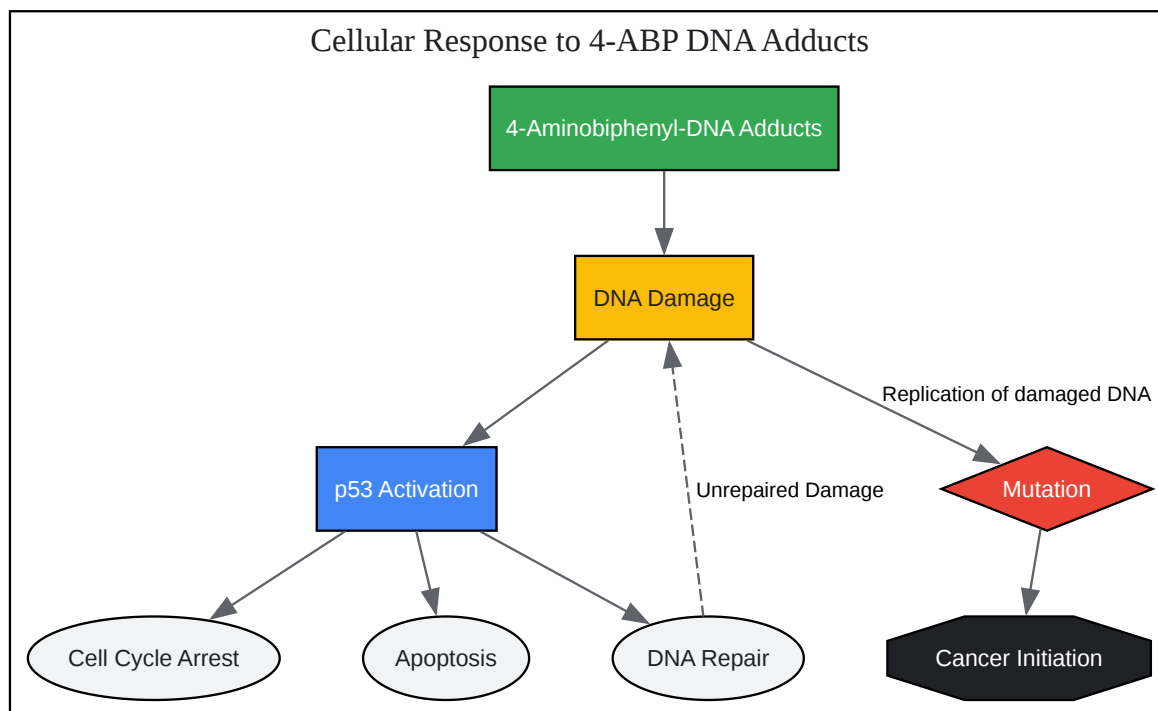 Cellular Response to 4-ABP DNA Adducts
4-Aminobiphenyl-DNA Adducts
DNA Damage
Replication of damaged DNA
p53 Activation
Unrepaired Damage
Mutation
Cell Cycle Arrest
Apoptosis
DNA Repair
Cancer Initiation